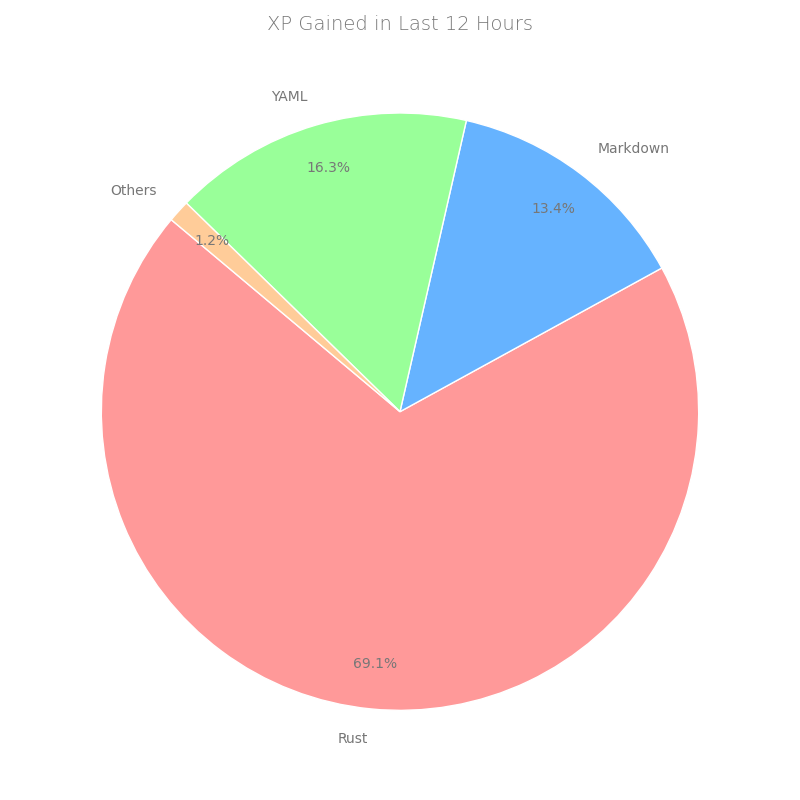 XP Gained in Last 12 Hours
YAML
Markdown
16.3%
Others
13.4%
1.2%
69.1%
Rust